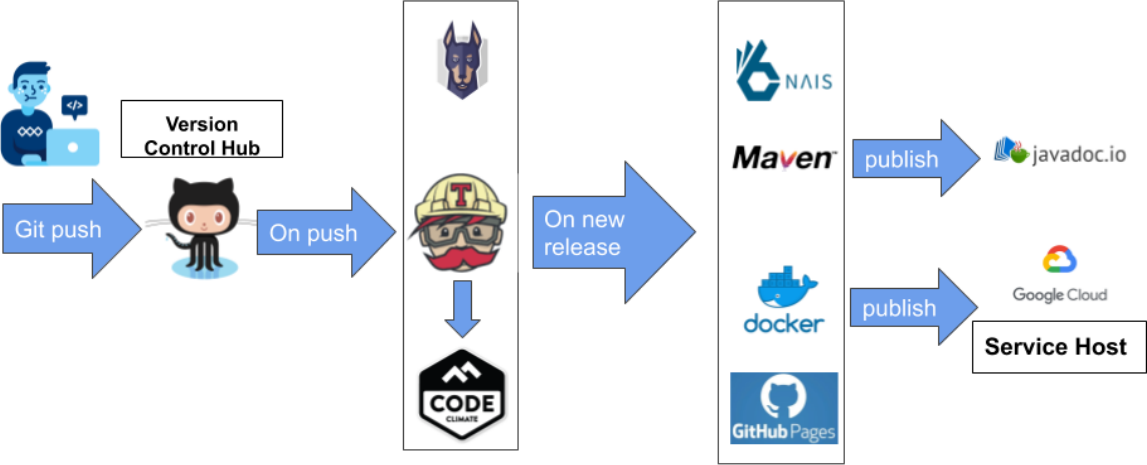 </>
Version
Control Hub
Git push
On push
T
CODE
CLIMATE
On new
release
NAIS
Maven™
docker
GitHub Pages
publish
javadoc.io
publish
Google Cloud
Service Host